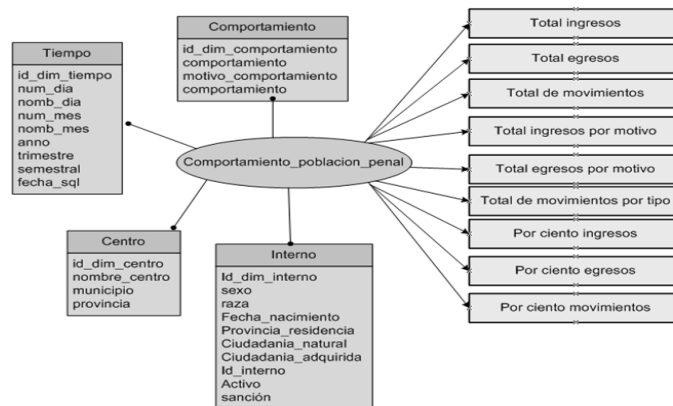 Comportamiento
id_dim_comportamiento
comportamiento
motivo_comportamiento
comportamiento
Tiempo
id_dim_tiempo
num_dia
nomb_dia
num_mes
nomb_mes
anno
trimestre
semestral
fecha_sql
Comportamiento_poblacion_penal
Centro
id_dim_centro
nombre_centro
municipio
provincia
Interno
Id_dim_interno
sexo
raza
Fecha_nacimiento
Provincia_residencia
Ciudadania_natural
Ciudadania_adquirida
Id_interno
Activo
sanción
Total ingresos
Total egresos
Total de movimientos
Total ingresos por motivo
Total egresos por motivo
Total de movimientos por tipo
Por ciento ingresos
Por ciento egresos
Por ciento movimientos